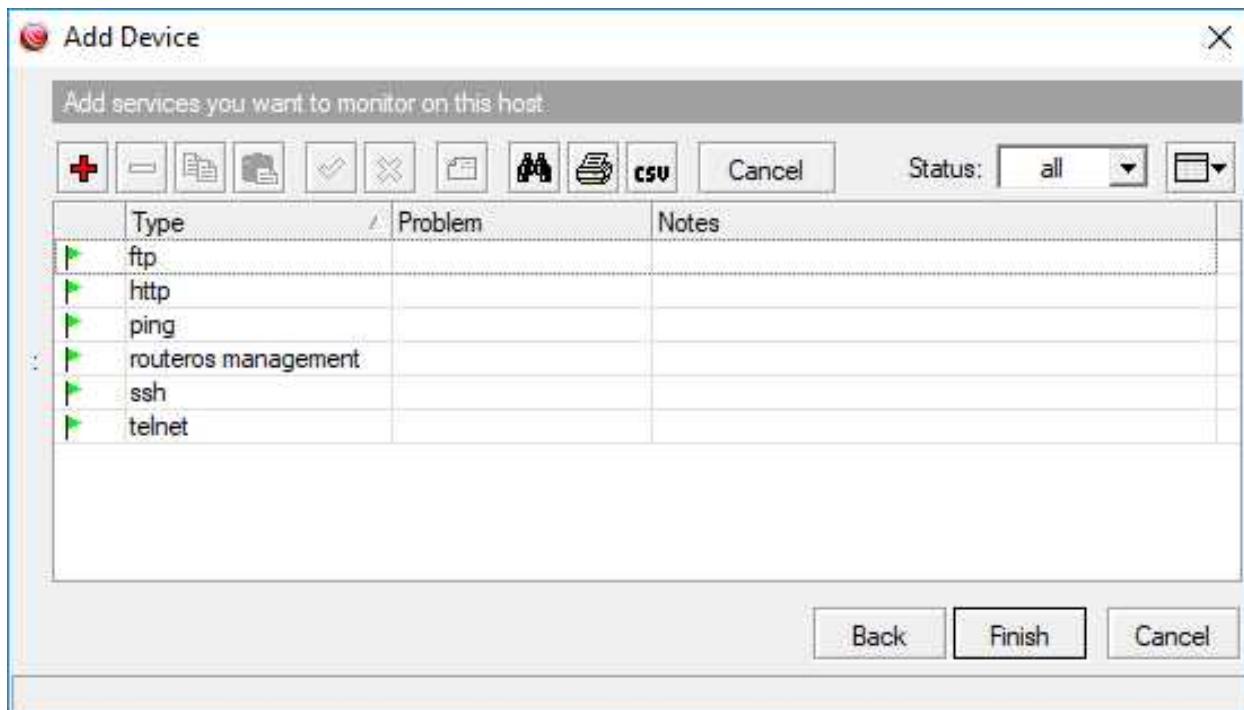 Add Device
Add services you want to monitor on this host
csv Cancel Status: all
Type Problem Notes
ftp
http
ping
routeros management
ssh
telnet
Back Finish Cancel